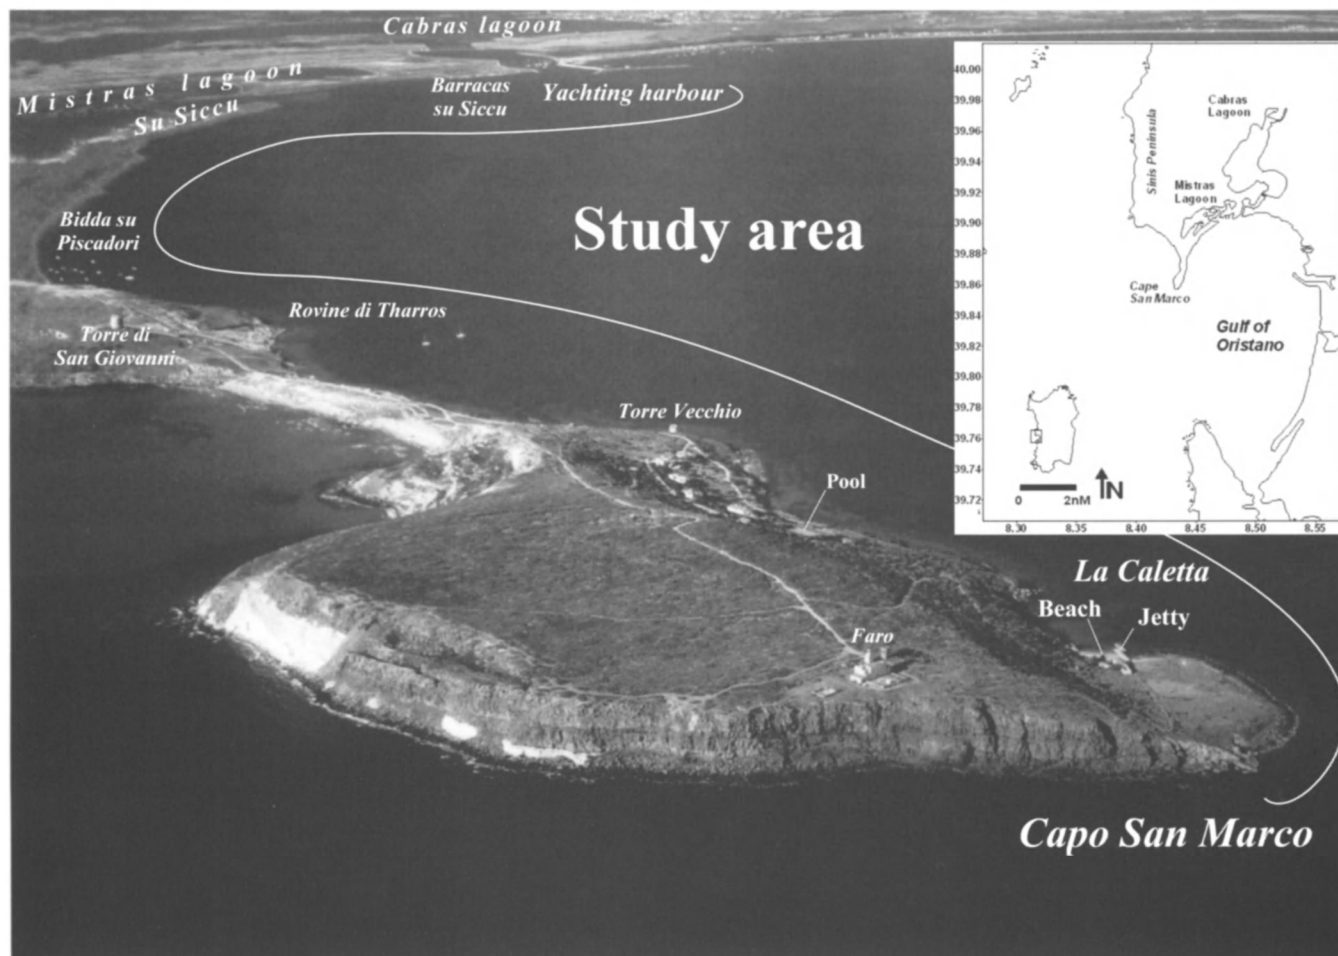 Cabras lagoon
Mistras lagoon
Su Siccu
Barracas
su Siccu
Yachting harbour
Bidda su
Piscadori
Study area
Rovine di Tharros
Torre di
San Giovanni
Torre Vecchio
Pool
La Caletta
Beach
Jetty
Faro
Capo San Marco
40.00
39.98
39.96
39.94
39.92
39.90
39.88
39.86
39.84
39.82
39.80
39.78
39.76
39.74
39.72
8.30
8.35
8.40
8.45
8.50
8.55
Sinis Peninsula
Cabras
Lagoon
Mistras
Lagoon
Cape
San Marco
Gulf of
Oristano
0
2nM
N